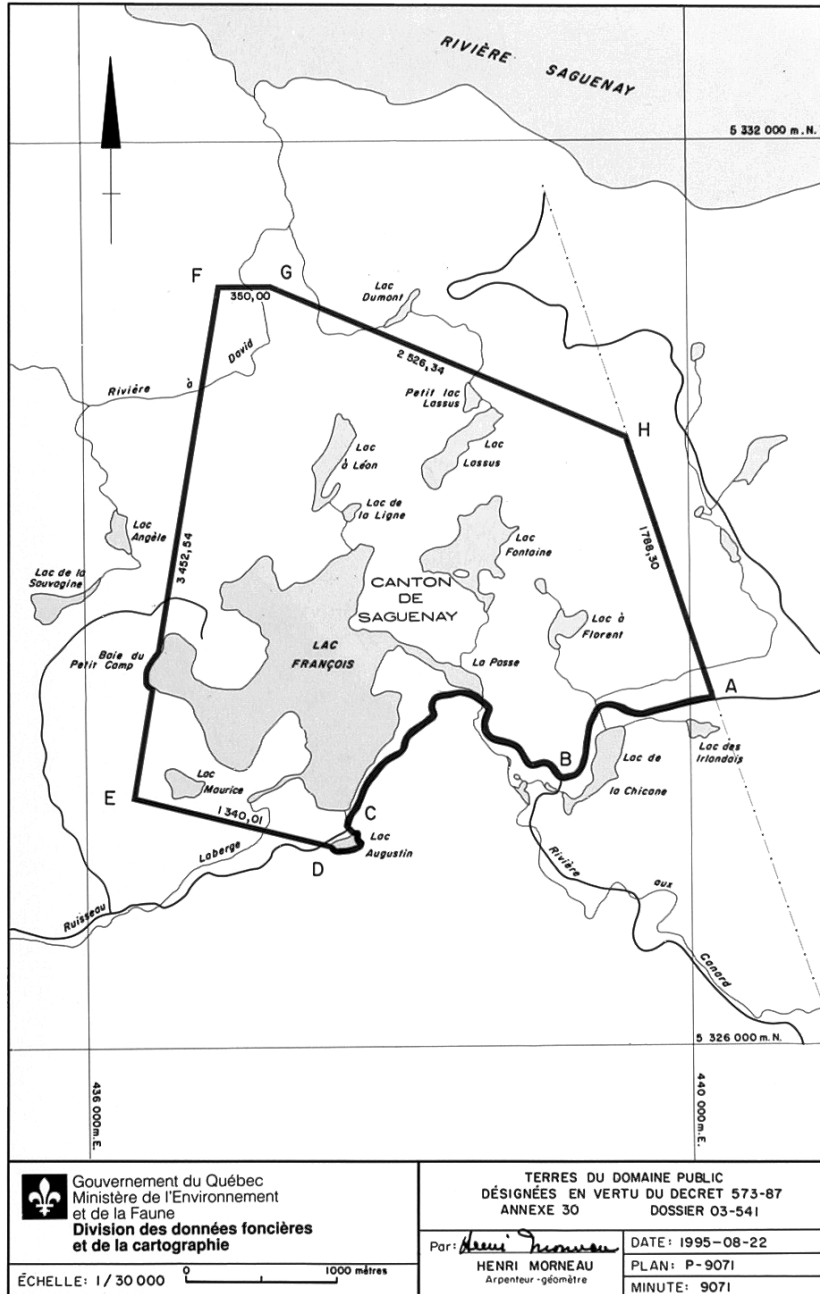 RIVIÈRE SAGUENAY
5 332 000 m.N.
F
G
350,00
Lac
Dumont
2 526,34
Rivière à David
Petit lac
Lassus
H
Lac
à Léon
Lac
Lassus
Lac de
la Ligne
Lac
Angèle
3 452,54
1788,30
Lac
Fontaine
Lac de la
Sauvagine
CANTON
DE
SAGUENAY
Lac à
Florent
Baie du
Petit Camp
LAC
FRANÇOIS
La Passe
A
B
Lac des
Irlandais
Lac de
la Chicane
E
Lac
Maurice
1 340,01
C
Lac
Augustin
D
Ruisseau Laberge
Rivière aux Canard
5 326 000 m.N.
436 000m.E.
440 000m.E.
Gouvernement du Québec
Ministère de l'Environnement
et de la Faune
Division des données foncières
et de la cartographie
ÉCHELLE: 1/30 000
0 1000 mètres
TERRES DU DOMAINE PUBLIC
DÉSIGNÉES EN VERTU DU DECRET 573-87
ANNEXE 30 DOSSIER 03-541
Par: Henri Morneau
HENRI MORNEAU
Arpenteur-géomètre
DATE: 1995-08-22
PLAN: P-9071
MINUTE: 9071